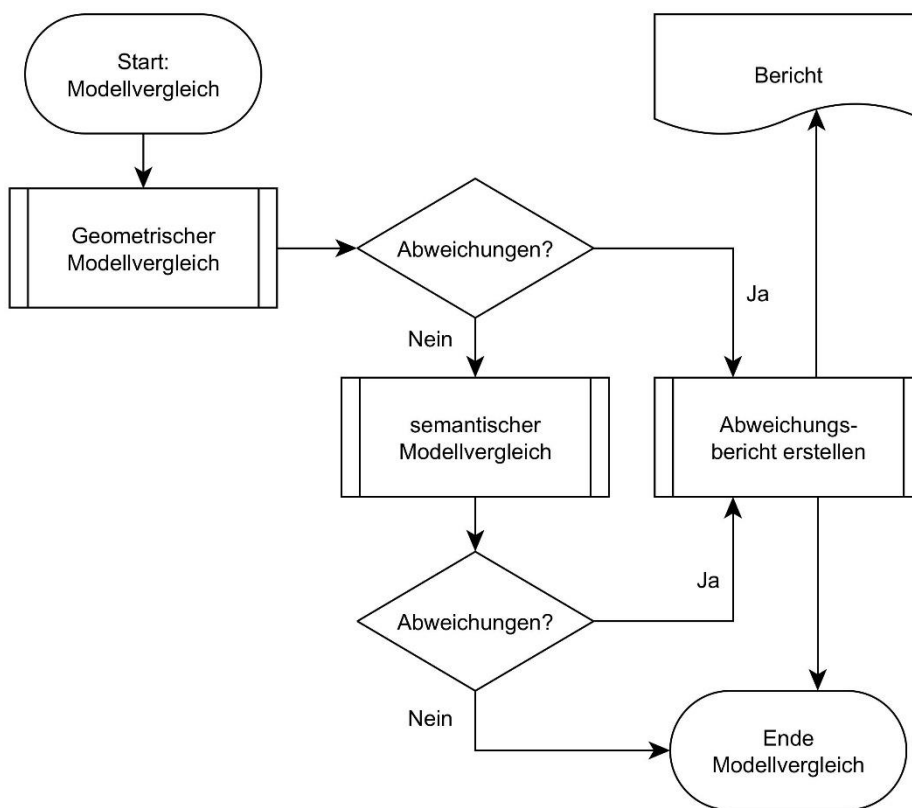 Start:
Modellvergleich
Bericht
Geometrischer
Modellvergleich
Abweichungen?
Ja
Nein
semantischer
Modellvergleich
Abweichungs-
bericht erstellen
Abweichungen?
Ja
Nein
Ende
Modellvergleich